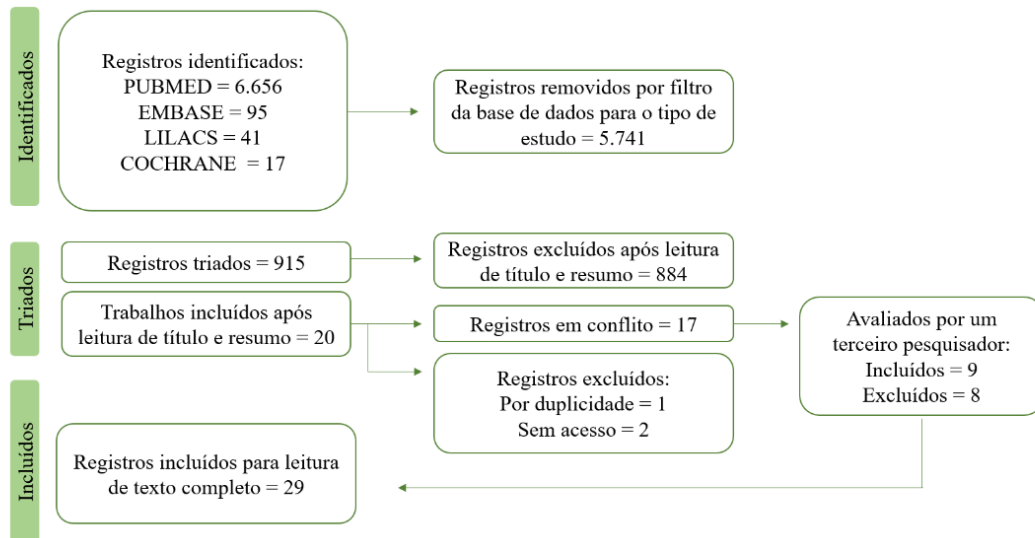 Identificados
Registros identificados:
PUBMED = 6.656
EMBASE = 95
LILACS = 41
COCHRANE = 17
Registros removidos por filtro
da base de dados para o tipo de
estudo = 5.741
Triados
Registros triados = 915
Registros excluídos após leitura
de título e resumo = 884
Trabalhos incluídos após
leitura de título e resumo = 20
Registros em conflito = 17
Avaliados por um
terceiro pesquisador:
Incluídos = 9
Excluídos = 8
Registros excluídos:
Por duplicidade = 1
Sem acesso = 2
Incluídos
Registros incluídos para leitura
de texto completo = 29